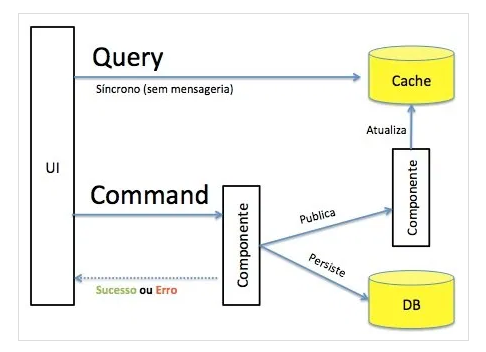 Query
Síncrono (sem mensageria)
Cache
Atualiza
UI
Command
Componente
Publica
Componente
Persiste
Sucesso ou Erro
DB